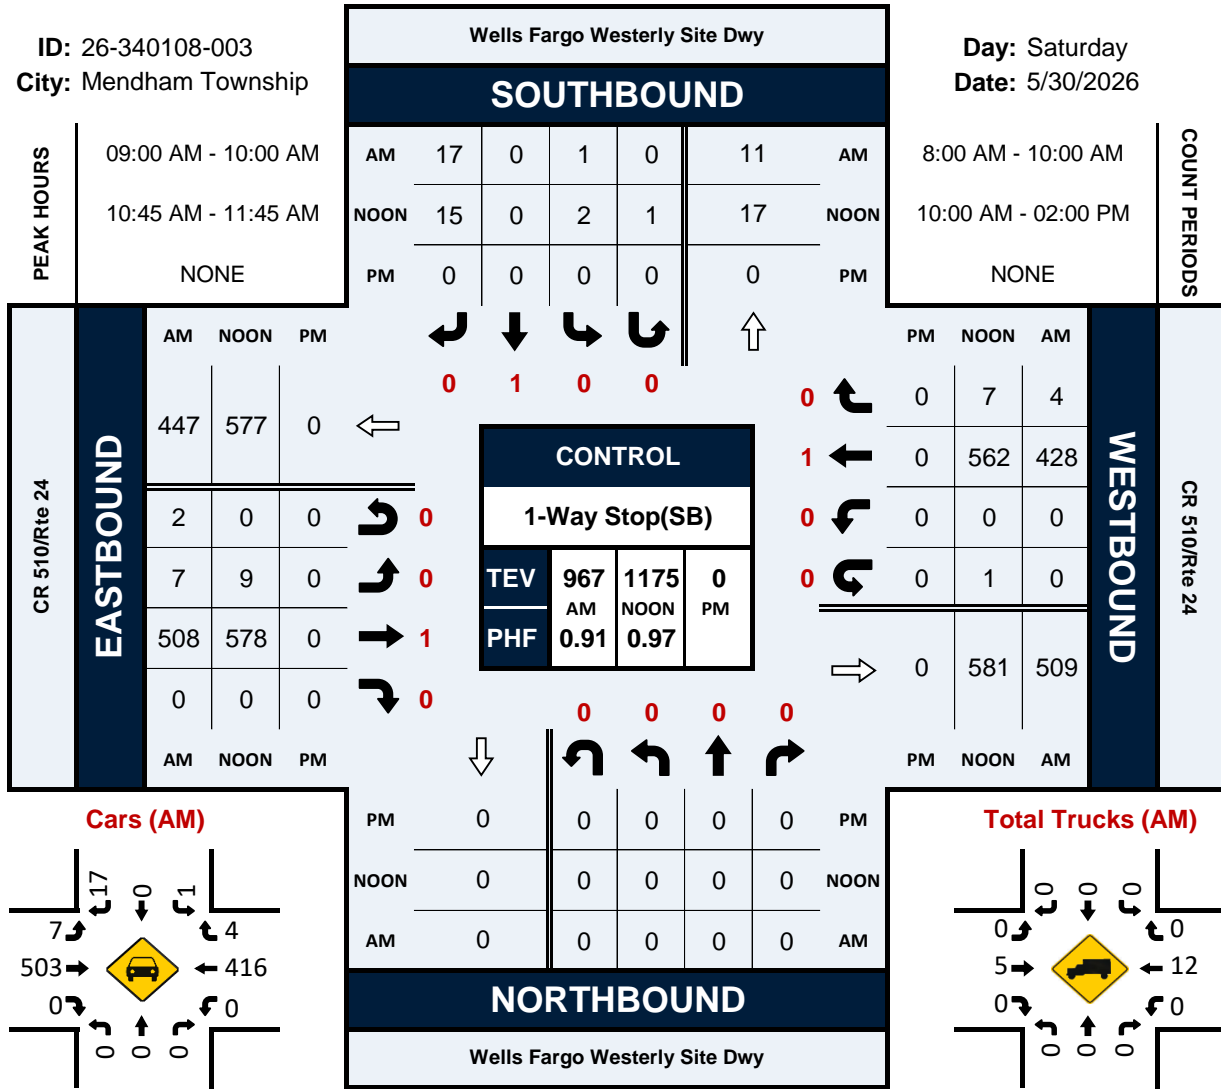 ID: 26-340108-003
City: Mendham Township
Wells Fargo Westerly Site Dwy
Day: Saturday
Date: 5/30/2026
SOUTHBOUND
PEAK HOURS
09:00 AM - 10:00 AM
10:45 AM - 11:45 AM
NONE
AM 17 0 1 0 11 AM
NOON 15 0 2 1 17 NOON
PM 0 0 0 0 0 PM
8:00 AM - 10:00 AM
10:00 AM - 02:00 PM
NONE
COUNT PERIODS
0 1 0 0
CR 510/Rte 24
EASTBOUND
AM NOON PM
447 577 0
2 0 0 0
7 9 0 0
508 578 0 1
0 0 0 0
AM NOON PM
CONTROL
1-Way Stop(SB)
TEV 967 1175 0
AM NOON PM
PHF 0.91 0.97
PM NOON AM
0 0 7 4
1 0 562 428
0 0 0 0
0 0 1 0
0 581 509
PM NOON AM
WESTBOUND
CR 510/Rte 24
0 0 0 0
PM 0 0 0 0 0 PM
NOON 0 0 0 0 0 NOON
AM 0 0 0 0 0 AM
NORTHBOUND
Wells Fargo Westerly Site Dwy
Cars (AM)
17 0 1
7 4
503 416
0 0
0 0 0
Total Trucks (AM)
0 0 0
0 0
5 12
0 0
0 0 0